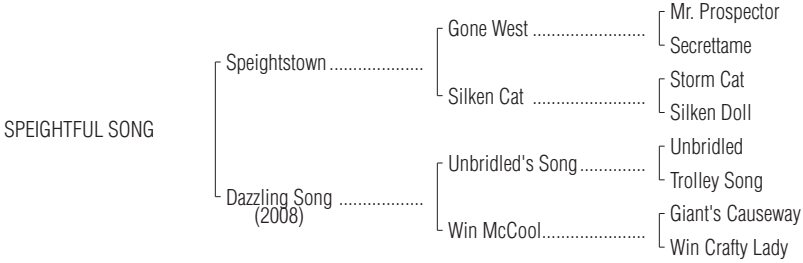 Mr. Prospector
Gone West ........................
Secrettame
Speightstown ....................
Storm Cat
Silken Cat ........................
Silken Doll
SPEIGHTFUL SONG
Unbridled
Unbridled's Song..............
Trolley Song
Dazzling Song ..................
(2008)
Giant's Causeway
Win McCool......................
Win Crafty Lady